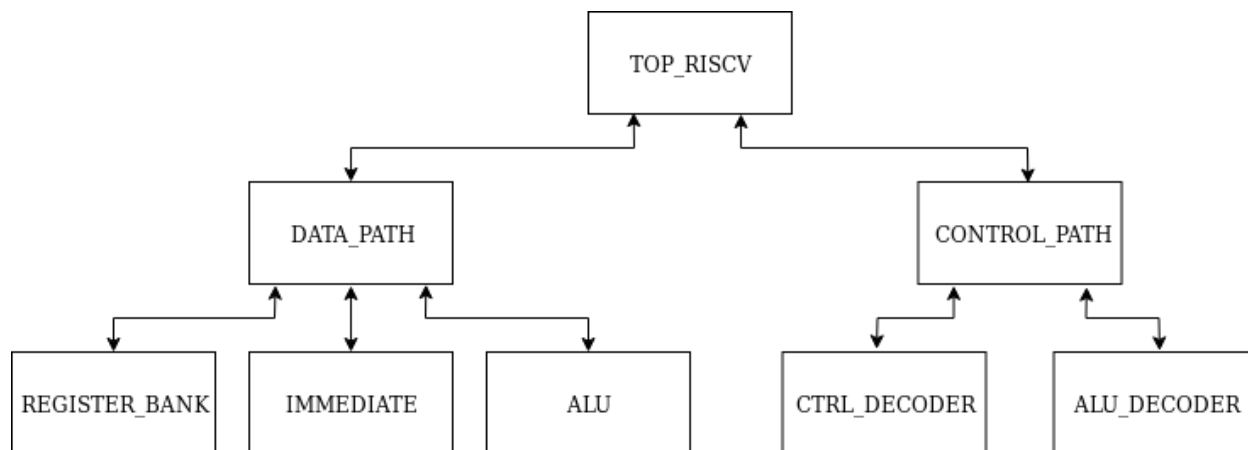 TOP_RISCV
DATA_PATH
CONTROL_PATH
REGISTER_BANK
IMMEDIATE
ALU
CTRL_DECODER
ALU_DECODER